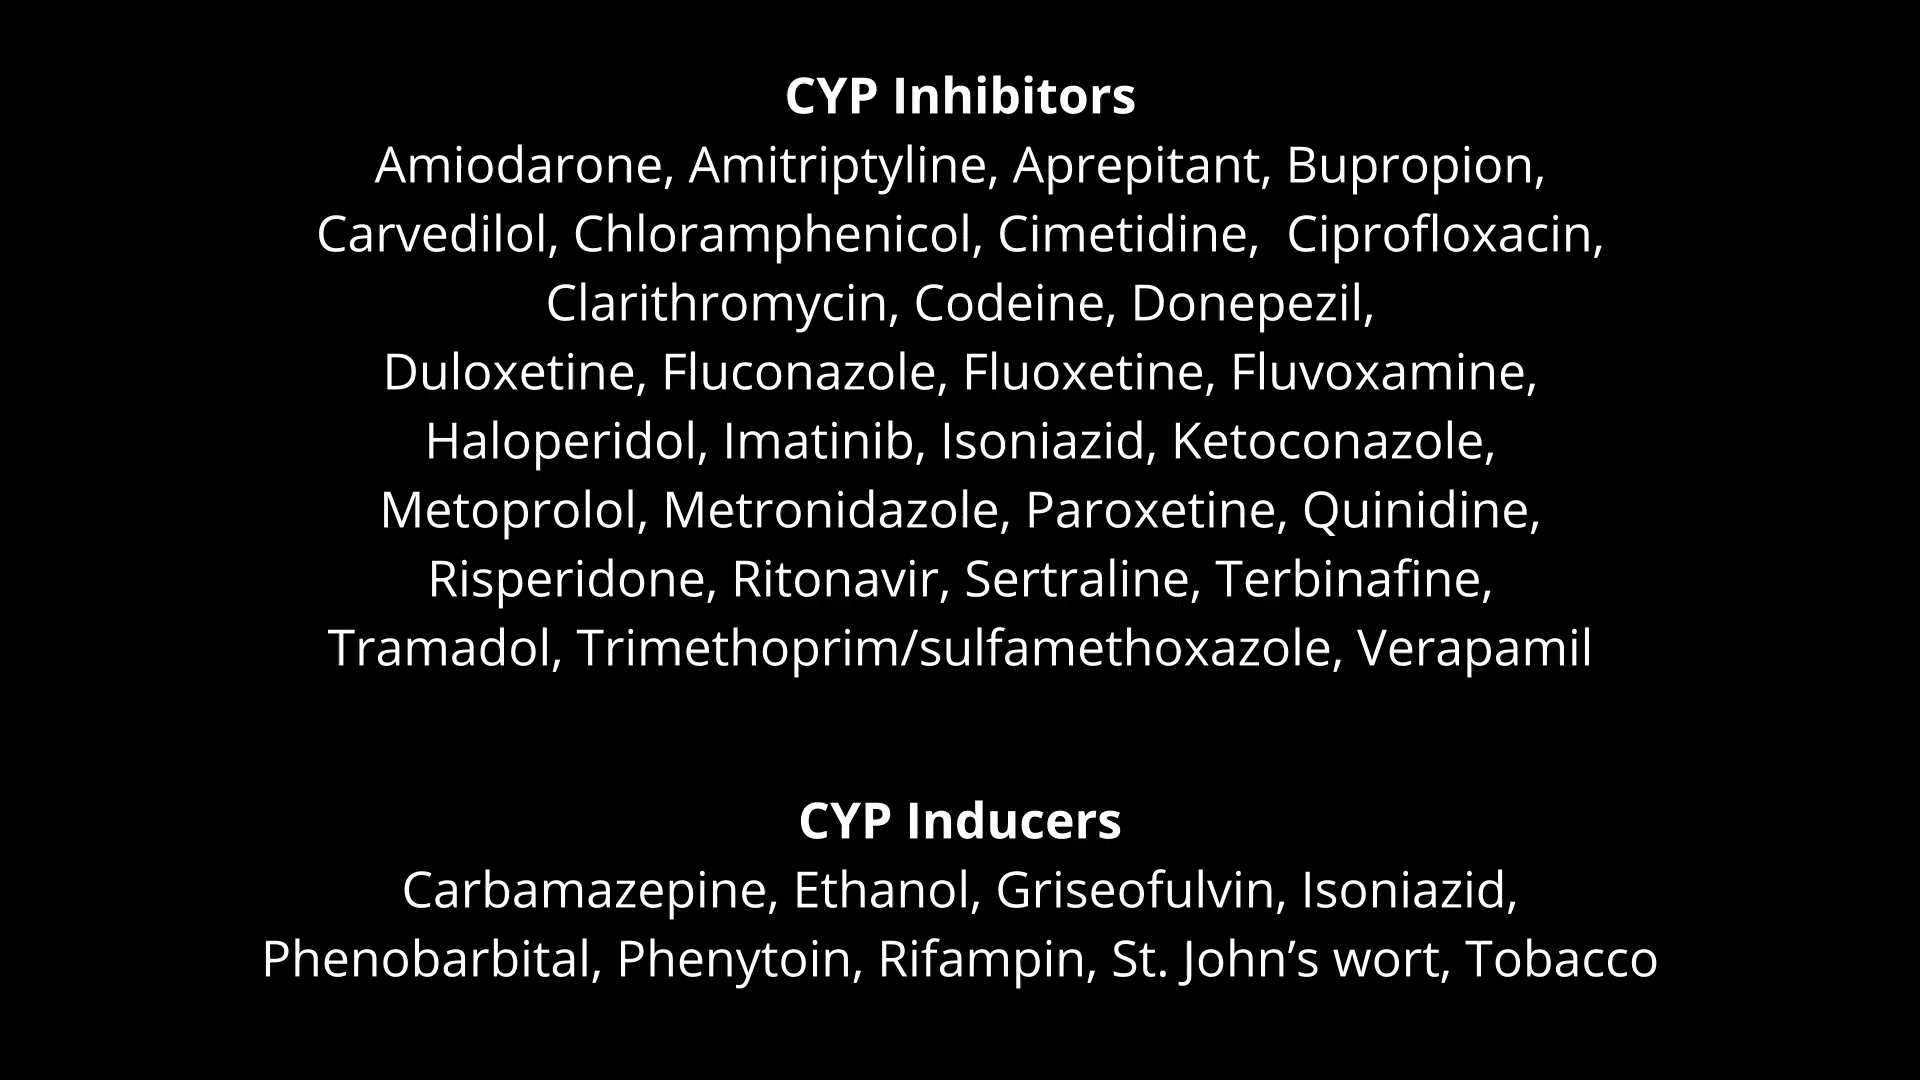 CYP Inhibitors
Amiodarone, Amitriptyline, Aprepitant, Bupropion,
Carvedilol, Chloramphenicol, Cimetidine,  Ciprofloxacin,
Clarithromycin, Codeine, Donepezil,
Duloxetine, Fluconazole, Fluoxetine, Fluvoxamine,
Haloperidol, Imatinib, Isoniazid, Ketoconazole,
Metoprolol, Metronidazole, Paroxetine, Quinidine,
Risperidone, Ritonavir, Sertraline, Terbinafine,
Tramadol, Trimethoprim/sulfamethoxazole, Verapamil
CYP Inducers
Carbamazepine, Ethanol, Griseofulvin, Isoniazid,
Phenobarbital, Phenytoin, Rifampin, St. John’s wort, Tobacco